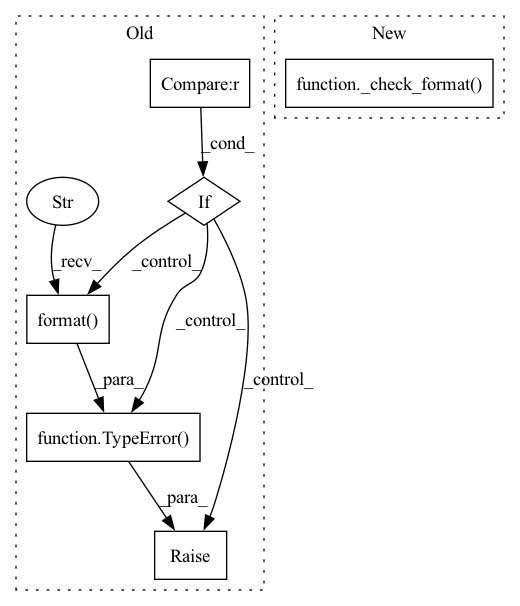 Old
New
Compare:r
function._check_format()
_cond_
Str
If
_recv_
_control_
format()
_control_
_para_
_control_
function.TypeError()
_para_
Raise